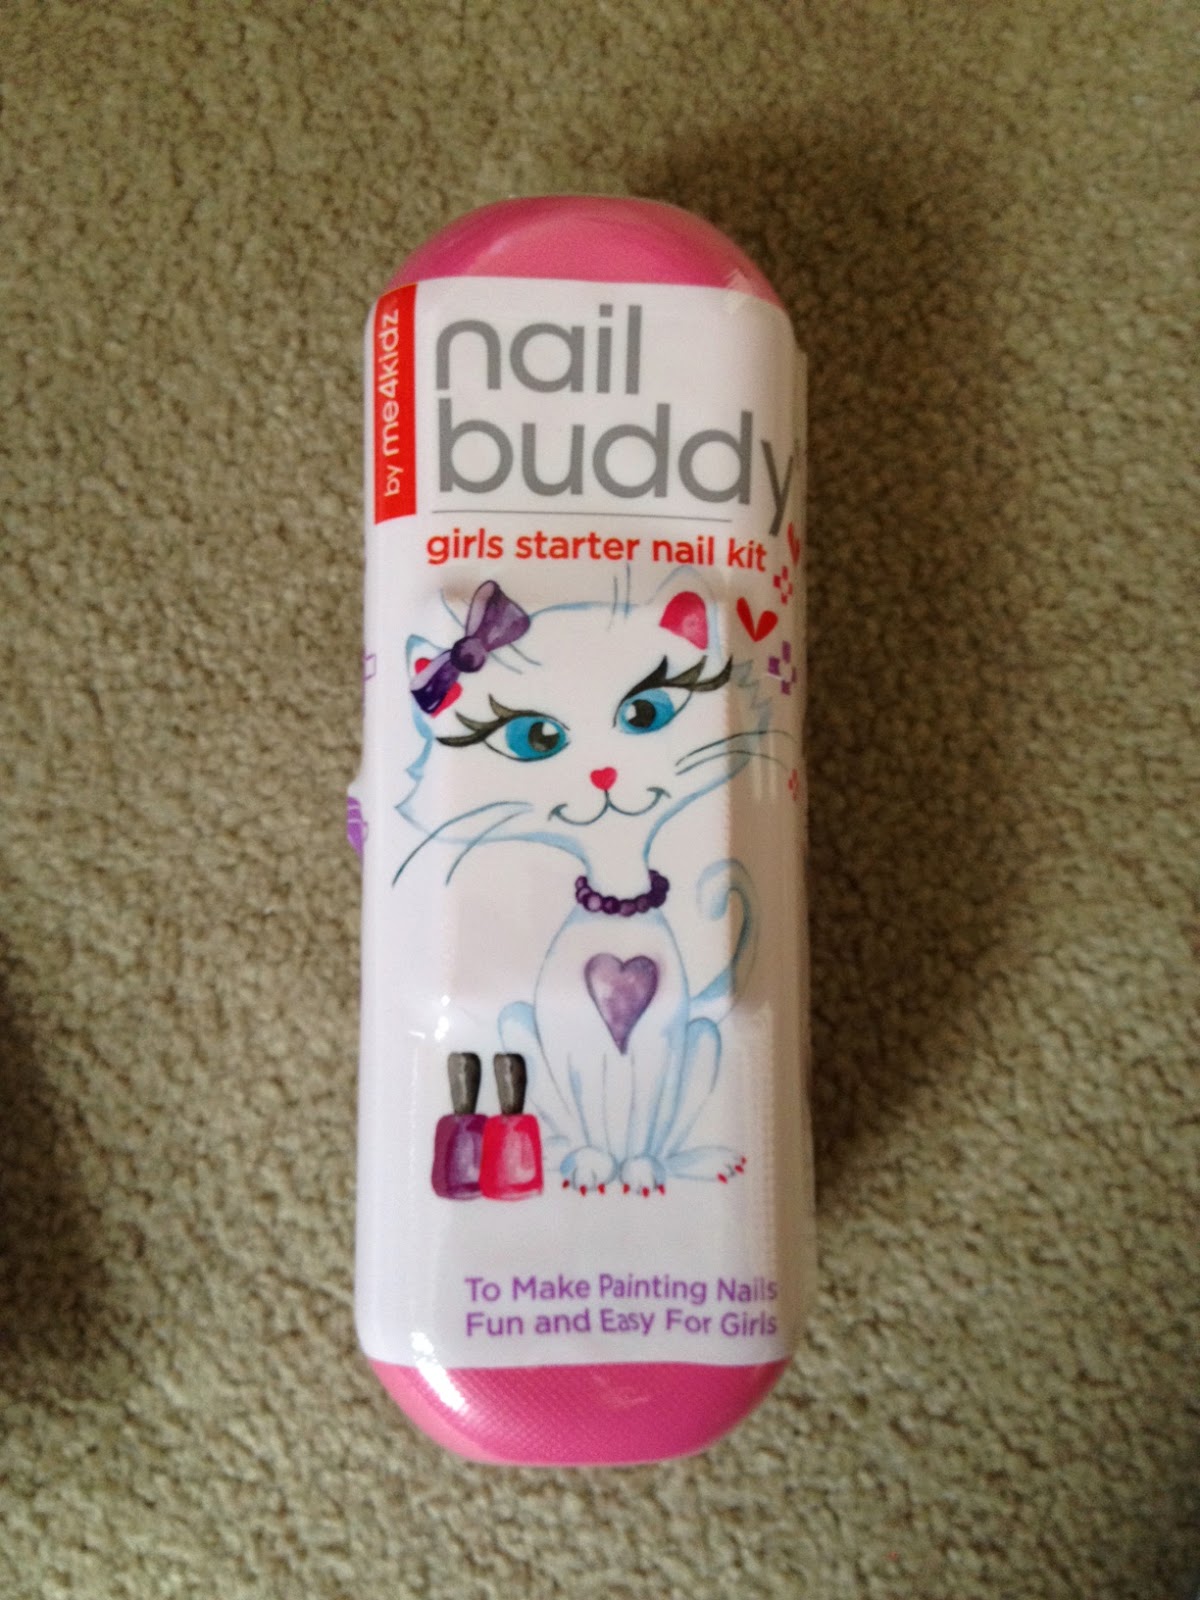 by me4kidz
nail
buddy
girls starter nail kit
To Make Painting Nails
Fun and Easy For Girls